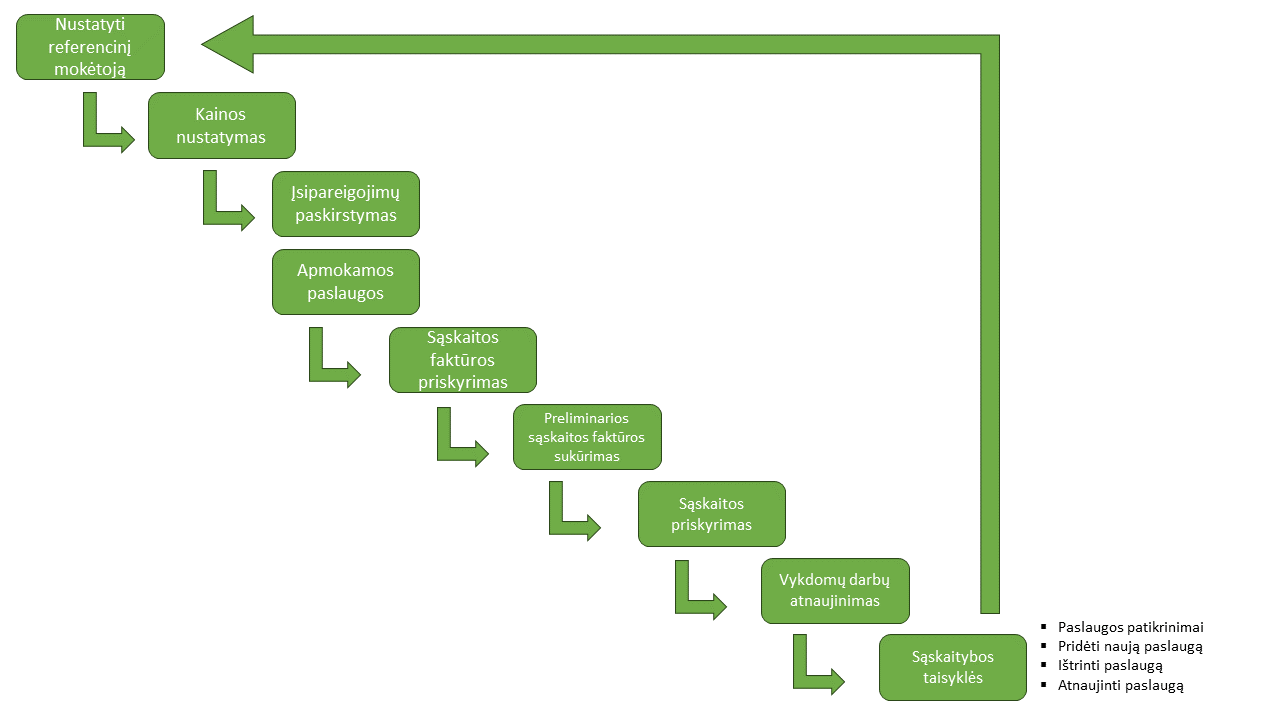 Nustatyti
referencinį
mokėtoją
Kainos
nustatymas
Įsipareigojimų
paskirstymas
Apmokamos
paslaugos
Sąskaitos
faktūros
priskyrimas
Preliminarios
sąskaitos faktūros
sukūrimas
Sąskaitos
priskyrimas
Vykdomų darbų
atnaujinimas
Sąskaitybos
taisyklės
▪ Paslaugos patikrinimai
▪ Pridėti naują paslaugą
▪ Ištrinti paslaugą
▪ Atnaujinti paslaugą